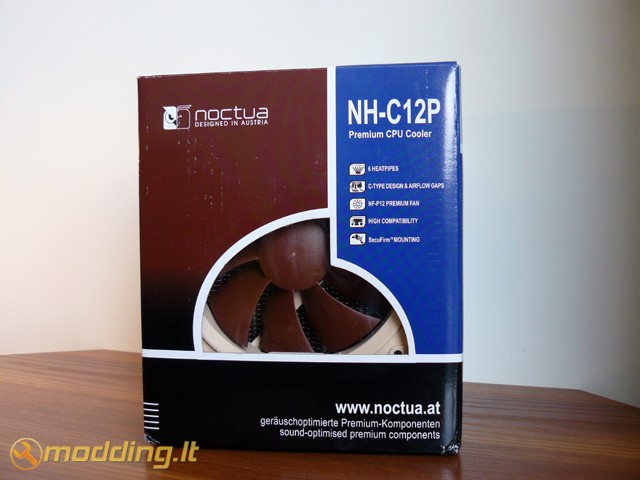 noctua
DESIGNED IN AUSTRIA
NH-C12P
Premium CPU Cooler
6 HEATPIPES
C-TYPE DESIGN & AIRFLOW GAPS
NF-P12 PREMIUM FAN
HIGH COMPATIBILITY
SecuFirm™ MOUNTING
www.noctua.at
geräuschoptimierte Premium-Komponenten
sound-optimised premium components
modding.lt